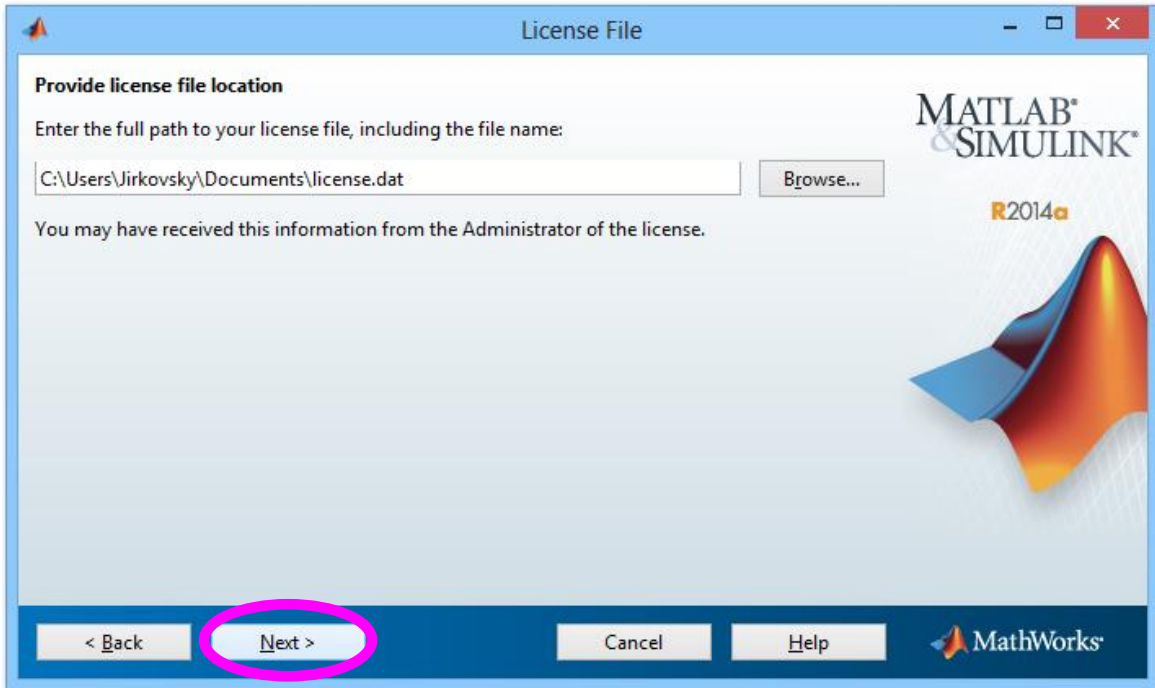 License File
Provide license file location
Enter the full path to your license file, including the file name:
C:\Users\Jirkovsky\Documents\license.dat
Browse...
You may have received this information from the Administrator of the license.
MATLAB®
&SIMULINK®
R2014a
< Back
Next >
Cancel
Help
MathWorks®